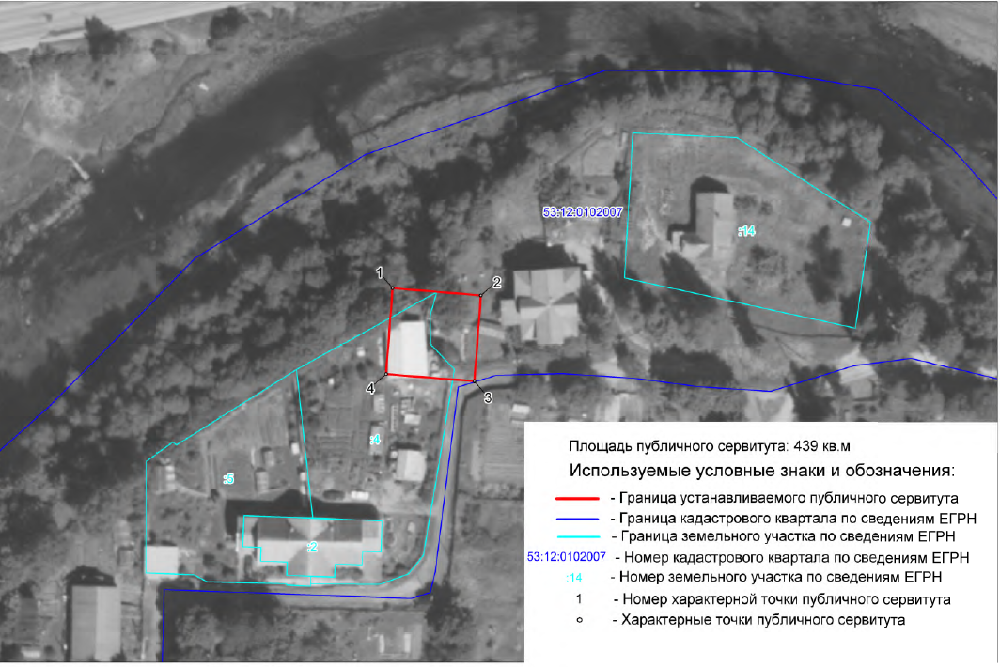 53:12:0102007
:14
1
2
4
3
:4
:5
:2
Площадь публичного сервитута: 439 кв.м
Используемые условные знаки и обозначения:
- Граница устанавливаемого публичного сервитута
- Граница кадастрового квартала по сведениям ЕГРН
- Граница земельного участка по сведениям ЕГРН
53:12:0102007 - Номер кадастрового квартала по сведениям ЕГРН
:14 - Номер земельного участка по сведениям ЕГРН
1 - Номер характерной точки публичного сервитута
- Характерные точки публичного сервитута